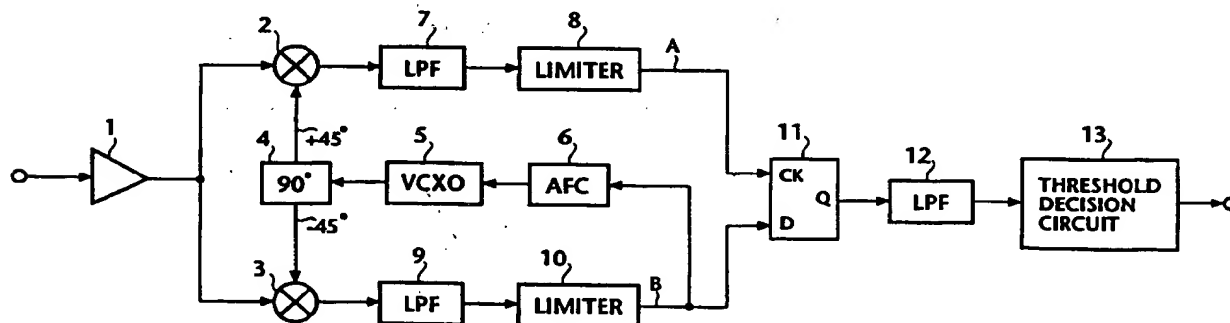 2
7
LPF
8
LIMITER
A
1
+45°
4
90°
5
VCXO
6
AFC
-45°
11
CK
Q
D
12
LPF
13
THRESHOLD
DECISION
CIRCUIT
3
9
LPF
10
LIMITER
B